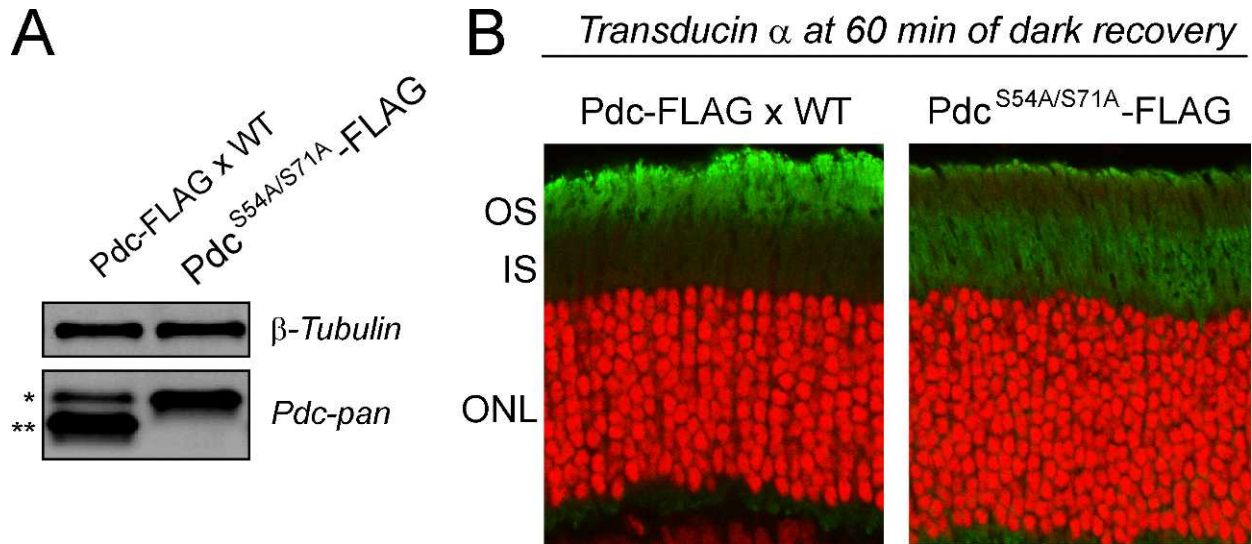 A
Pdc-FLAG x WT
Pdc S54A/S71A-FLAG
β-Tubulin
*
**
Pdc-pan
B
Transducin α at 60 min of dark recovery
Pdc-FLAG x WT
Pdc S54A/S71A-FLAG
OS
IS
ONL